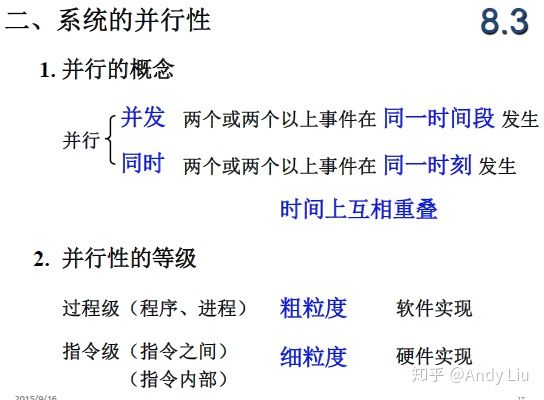 二、系统的并行性
8.3
1. 并行的概念
并发 两个或两个以上事件在 同一时间段 发生
并行
同时 两个或两个以上事件在 同一时刻 发生
时间上互相重叠
2. 并行性的等级
过程级（程序、进程） 粗粒度 软件实现
指令级（指令之间） 细粒度 硬件实现
（指令内部）
知乎 @Andy Liu
2015/9/16
17